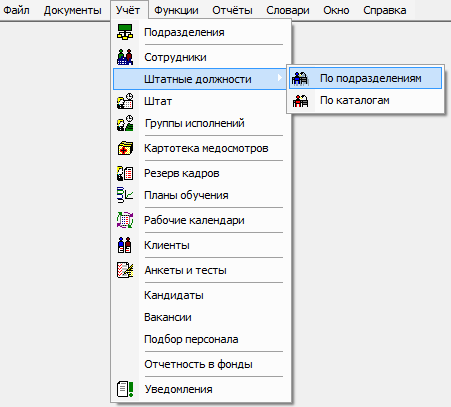 Файл Документы Учёт Функции Отчёты Словари Окно Справка
Подразделения
Сотрудники
Штатные должности
По подразделениям
По каталогам
Штат
Группы исполнений
Картотека медосмотров
Резерв кадров
Планы обучения
Рабочие календари
Клиенты
Анкеты и тесты
Кандидаты
Вакансии
Подбор персонала
Отчетность в фонды
Уведомления